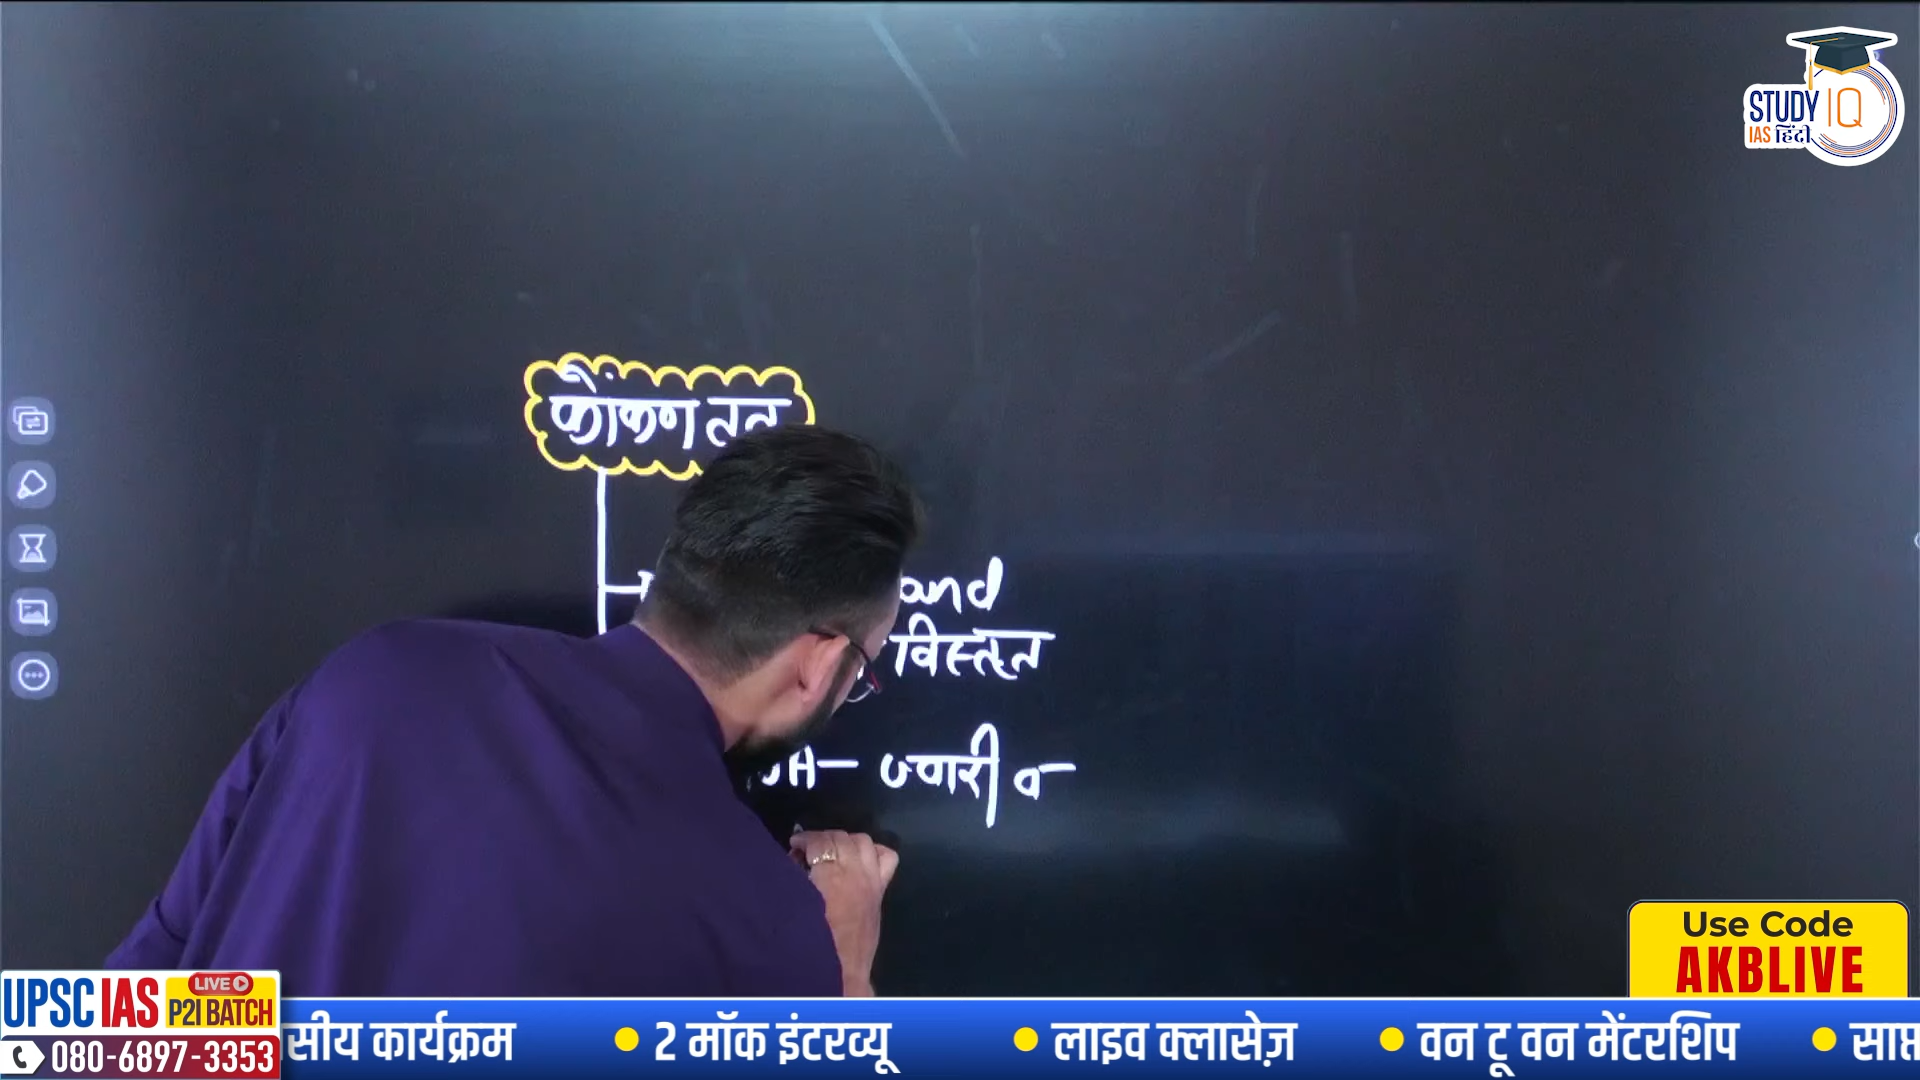 STUDY IQ
IAS हिंदी
कोंकण तट
and
विस्तृत
ज्वारी व
Use Code
AKBLIVE
UPSC IAS
LIVE
P2I BATCH
080-6897-3353
सीय कार्यक्रम
2 मॉक इंटरव्यू
लाइव क्लासेज़
वन टू वन मेंटरशिप